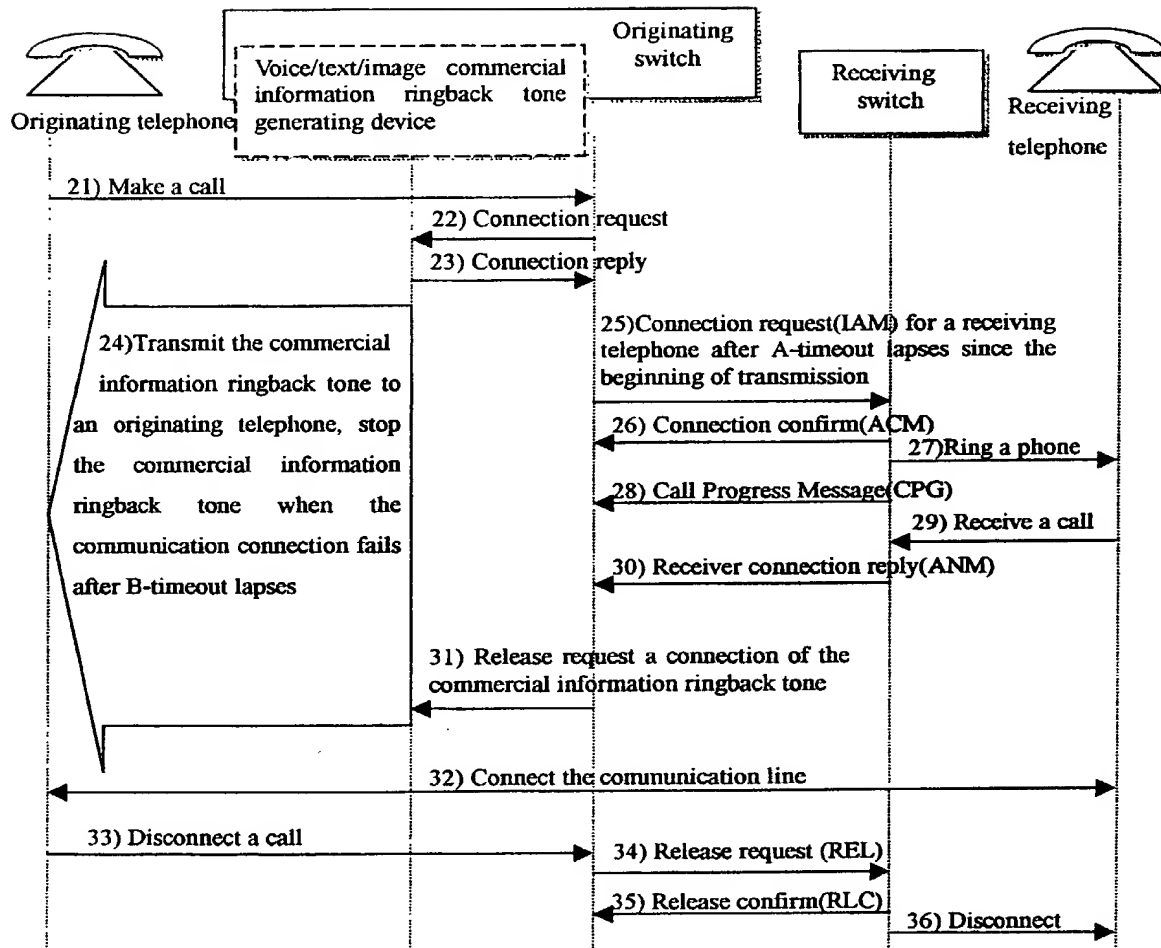 Originating
switch
Voice/text/image commercial
information ringback tone
generating device
Receiving
switch
Originating telephone
Receiving
telephone
21) Make a call
22) Connection request
23) Connection reply
24)Transmit the commercial
information ringback tone to
an originating telephone, stop
the commercial information
ringback tone when the
communication connection fails
after B-timeout lapses
25)Connection request(IAM) for a receiving
telephone after A-timeout lapses since the
beginning of transmission
26) Connection confirm(ACM)
27)Ring a phone
28) Call Progress Message(CPG)
29) Receive a call
30) Receiver connection reply(ANM)
31) Release request a connection of the
commercial information ringback tone
32) Connect the communication line
33) Disconnect a call
34) Release request (REL)
35) Release confirm(RLC)
36) Disconnect